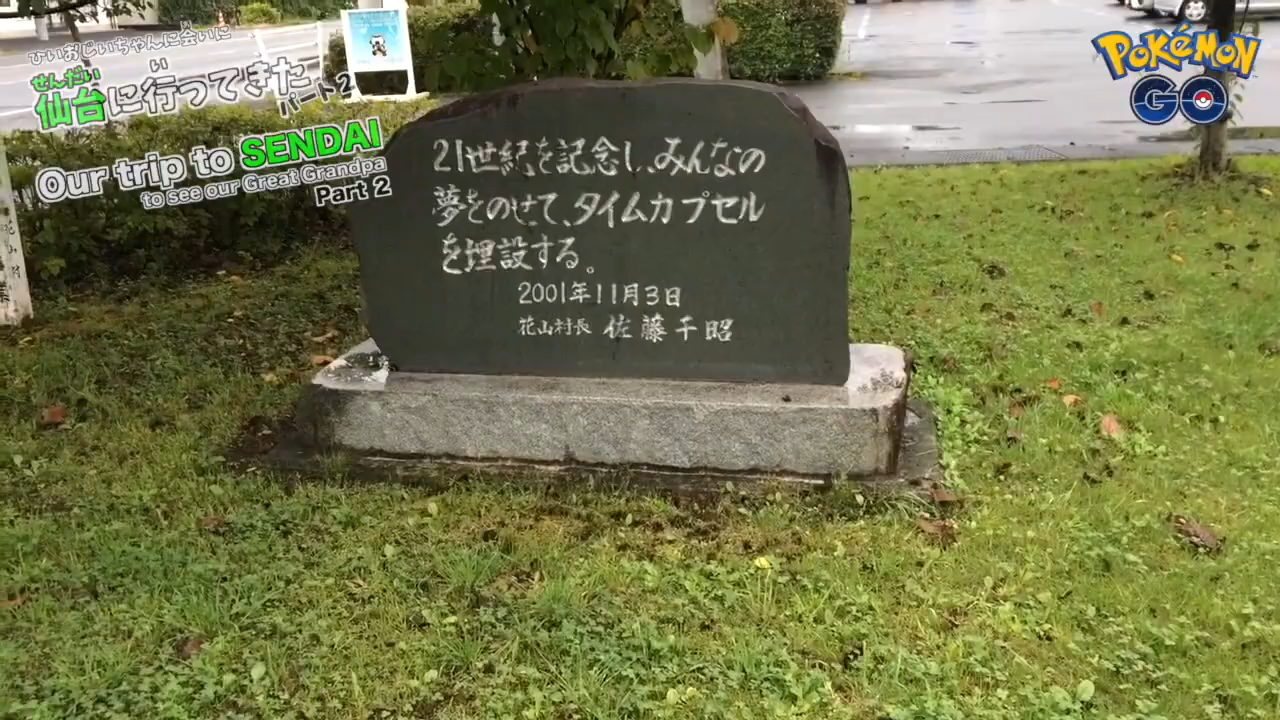 ひいおじいちゃんに会いに
仙台に行ってきた
パート2
Our trip to SENDAI
to see our Great Grandpa
Part 2
POKÉMON
GO
21世紀を記念し、みんなの
夢をのせて、タイムカプセル
を埋設する。
2001年11月3日
花山村長 佐藤千昭